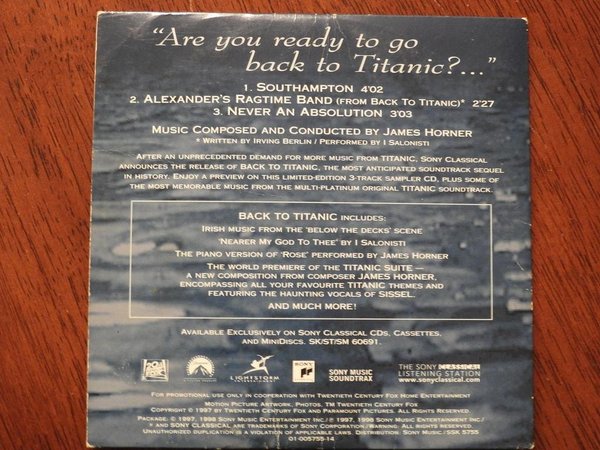 “Are you ready to go
back to Titanic?...”
1. Southampton 4'02
2. Alexander's Ragtime Band (from Back To Titanic)* 2'27
3. Never An Absolution 3'03
Music Composed and Conducted by James Horner
* Written by Irving Berlin / Performed by I Salonisti
After an unprecedented demand for more music from TITANIC, Sony Classical
announces the release of BACK TO TITANIC, the most anticipated soundtrack sequel
in history. Enjoy a preview on this limited-edition 3-track sampler CD, plus some of
the most memorable music from the multi-platinum original TITANIC soundtrack
BACK TO TITANIC includes:
Irish music from the 'below the decks' scene
'Nearer My God To Thee' by I Salonisti
The piano version of 'Rose' performed by James Horner
The world premiere of the TITANIC SUITE —
a new composition from composer JAMES HORNER,
encompassing all your favourite TITANIC themes and
featuring the haunting vocals of SISSEL.
AND MUCH MORE!
Available Exclusively on Sony Classical CDs, Cassettes,
and MiniDiscs. SK/ST/SM 60691.
Paramount
LIGHTSTORM
ENTERTAINMENT
SONY
SONY MUSIC
SOUNDTRAX
THE SONY
LISTENING STATION
www.sonyclassical.com
For promotional use only in cooperation with Twentieth Century Fox Home Entertainment
Motion Picture Artwork, Photos, TM Twentieth Century Fox
Copyright © 1997 by Twentieth Century Fox and Paramount Pictures. All Rights Reserved.
Package: © 1997, 1998 Sony Music Entertainment Inc./ ℗ 1997, 1998 Sony Music Entertainment Inc./
* and SONY CLASSICAL are trademarks of Sony Corporation./Warning: All rights reserved.
Unauthorized duplication is a violation of applicable laws. Distribution: Sony Music/SSK 5755
01-005755-14